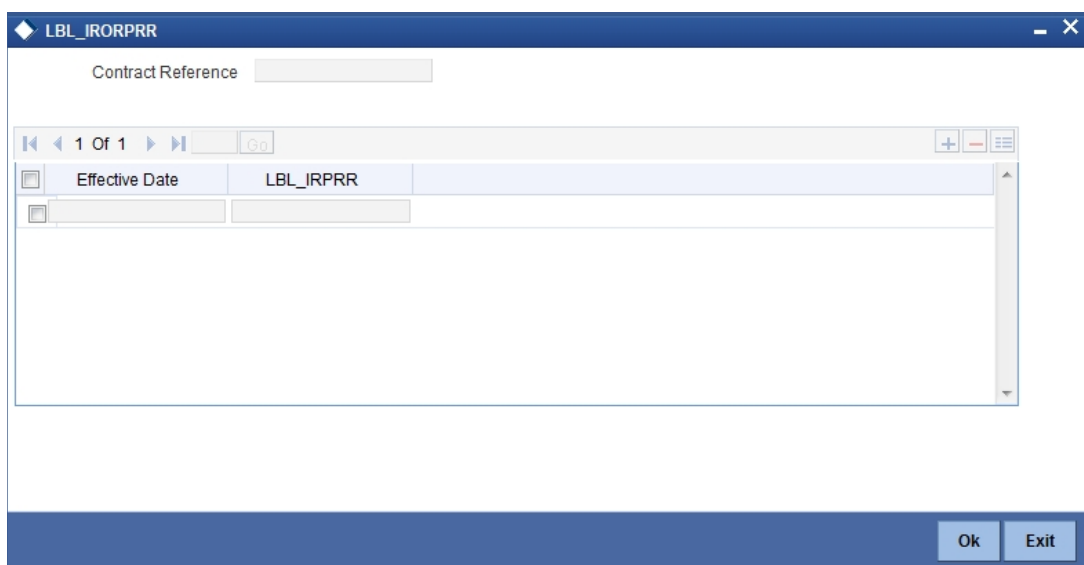 LBL_IRORPRR
Contract Reference
1 Of 1 Go
Effective Date LBL_IRPRR
Ok Exit